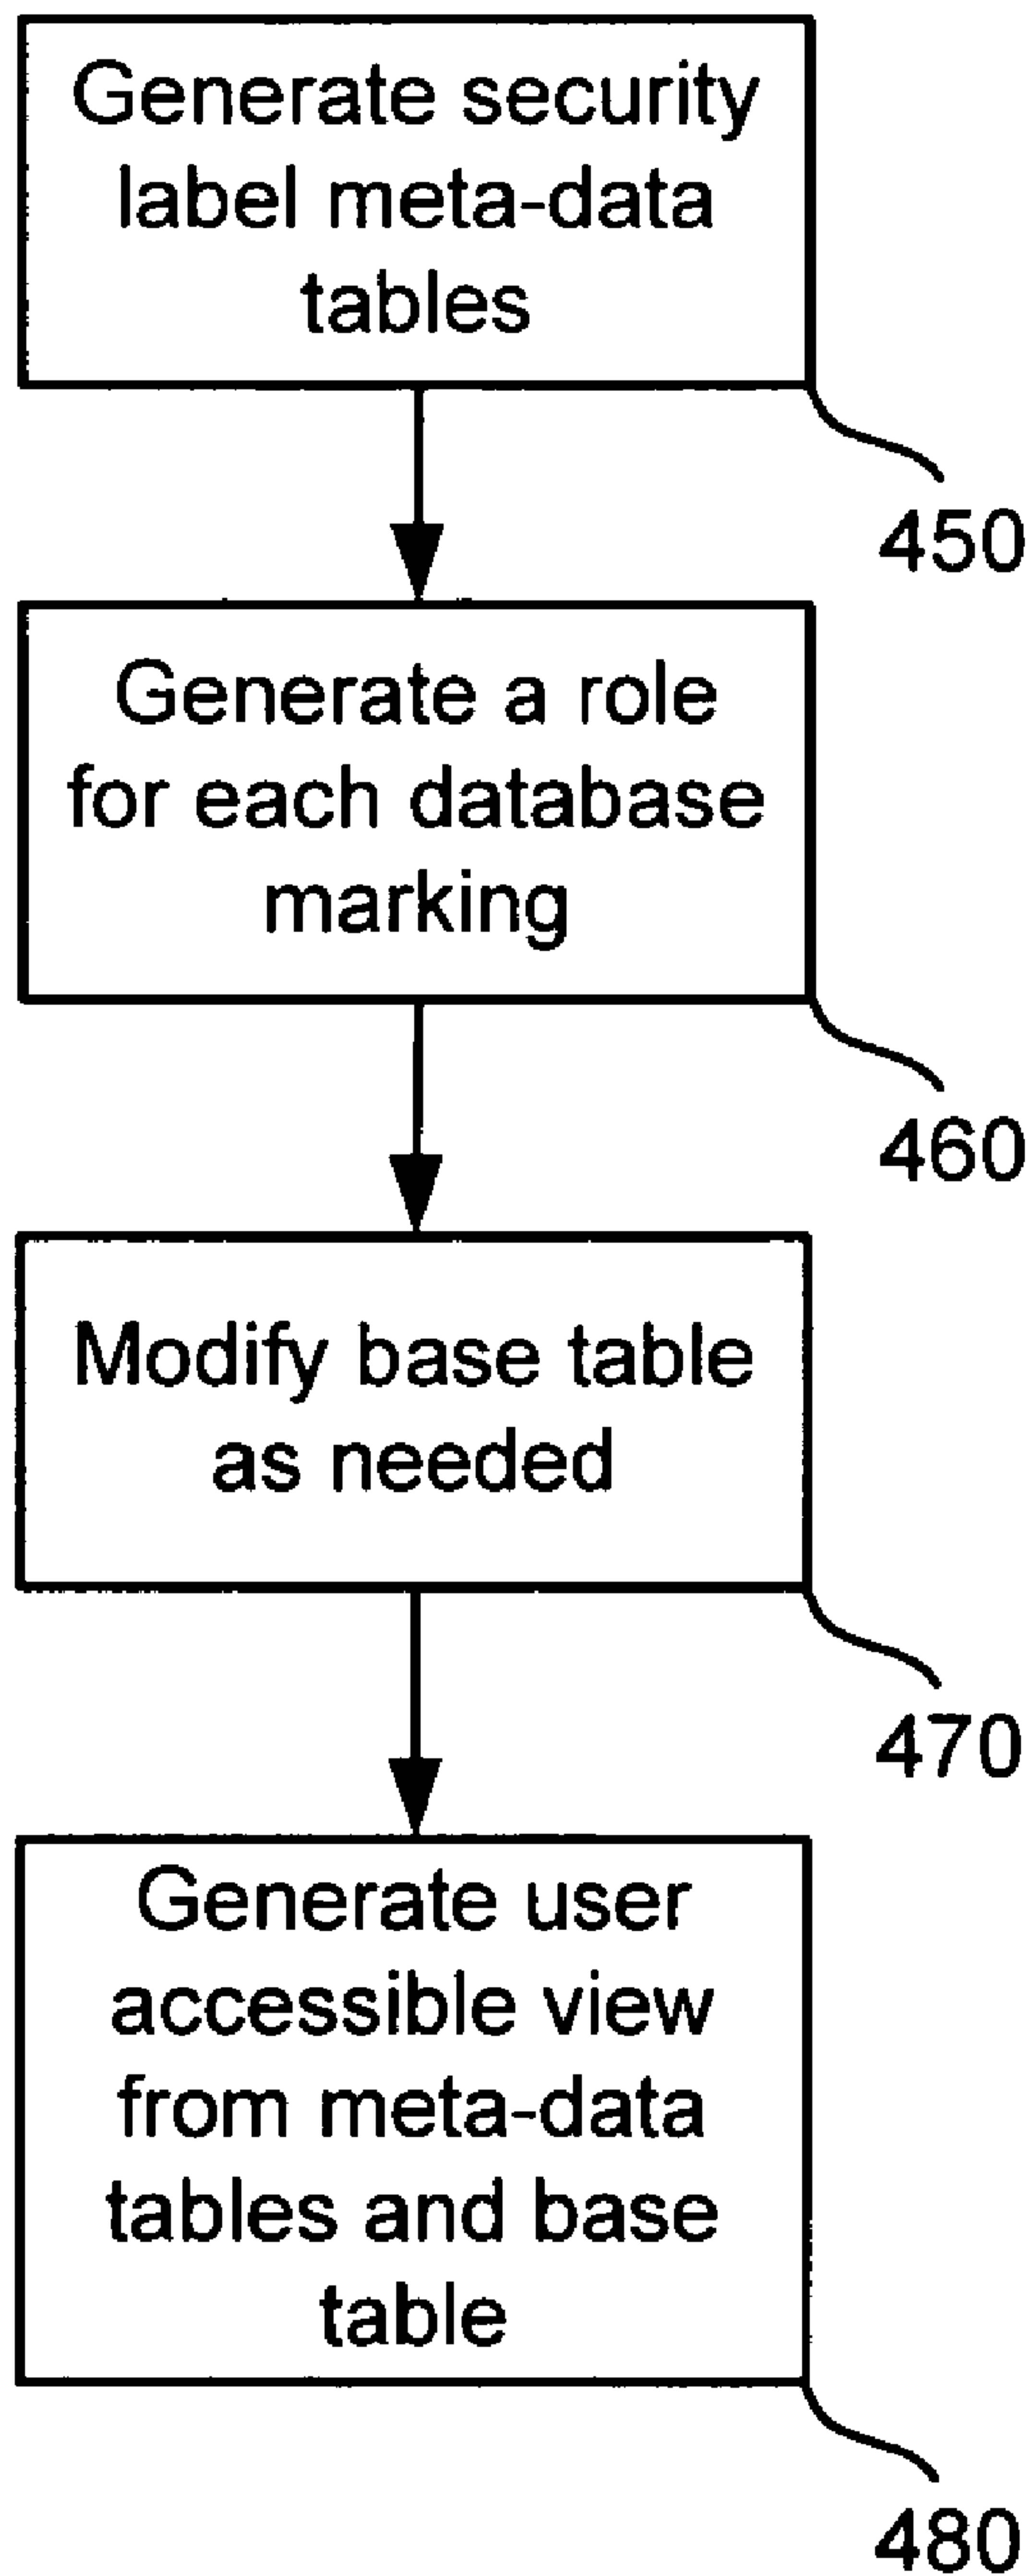 Generate security
label meta-data
tables
450
Generate a role
for each database
marking
460
Modify base table
as needed
470
Generate user
accessible view
from meta-data
tables and base
table
480